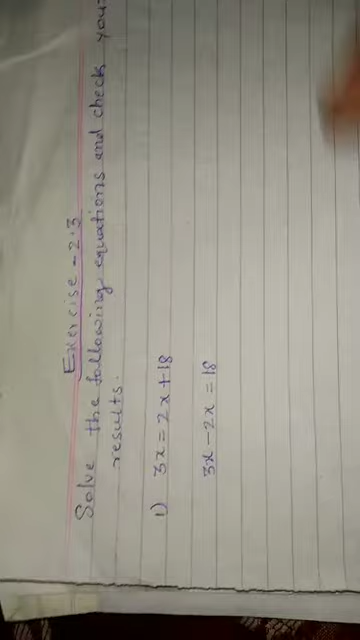 Exercise - 2.3
Solve the following equations and check your
results.
1) 3x = 2x + 18
3x - 2x = 18